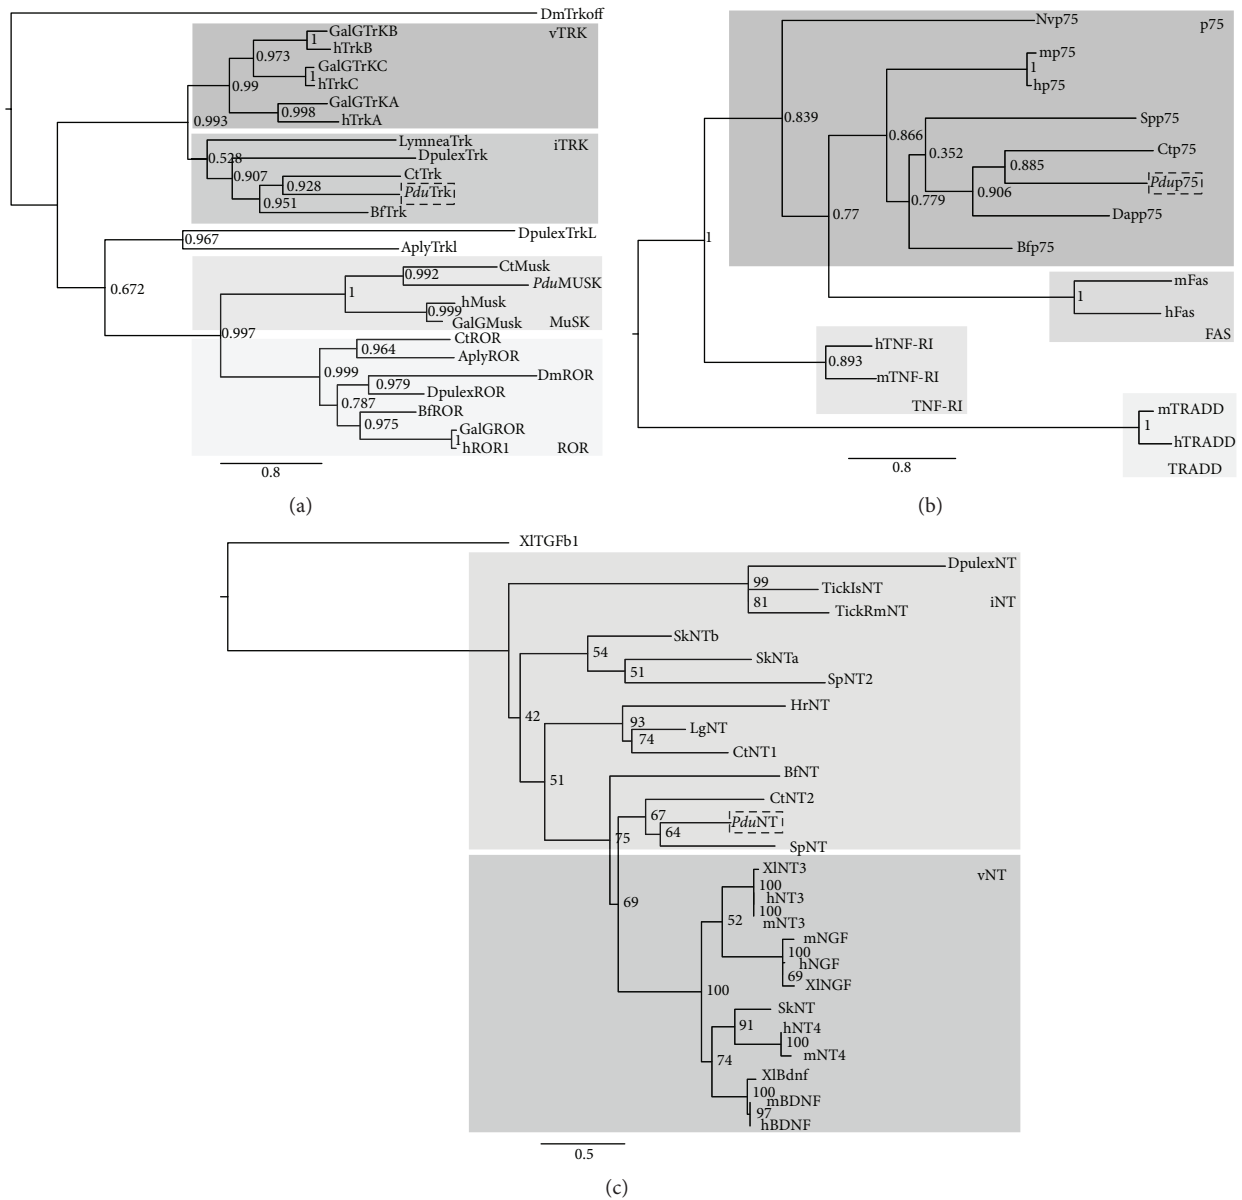 DmTrkoff
vTRK
GalGTrKB
1
hTrkB
0.973
GalGTrKC
1
hTrkC
0.99
GalGTrKA
0.998
hTrkA
0.993
iTRK
LymneaTrk
0.528
DpulexTrk
0.907
CtTrk
0.928
PduTrk
0.951
BfTrk
DpulexTrkL
0.967
AplyTrkl
0.672
CtMusk
0.992
PduMUSK
1
hMusk
0.999
GalGMusk
MuSK
0.997
CtROR
0.964
AplyROR
0.999
DmROR
0.979
DpulexROR
0.787
BfROR
0.975
GalGROR
1
hROR1
ROR
0.8
(a)
Nvp75
p75
mp75
1
hp75
0.839
Spp75
0.866
0.352
Ctp75
0.885
Pdup75
0.906
0.779
Dapp75
0.77
Bfp75
1
mFas
1
hFas
FAS
hTNF-RI
0.893
mTNF-RI
TNF-RI
mTRADD
1
hTRADD
TRADD
0.8
(b)
XlTGFb1
DpulexNT
99
TickIsNT
81
iNT
TickRmNT
SkNTb
54
SkNTa
51
SpNT2
42
HrNT
93
LgNT
74
CtNT1
51
BfNT
CtNT2
67
PduNT
64
75
SpNT
XlNT3
vNT
100
hNT3
100
mNT3
69
52
mNGF
100
hNGF
69
XlNGF
100
SkNT
91
hNT4
100
mNT4
74
XlBdnf
100
mBDNF
97
hBDNF
0.5
(c)